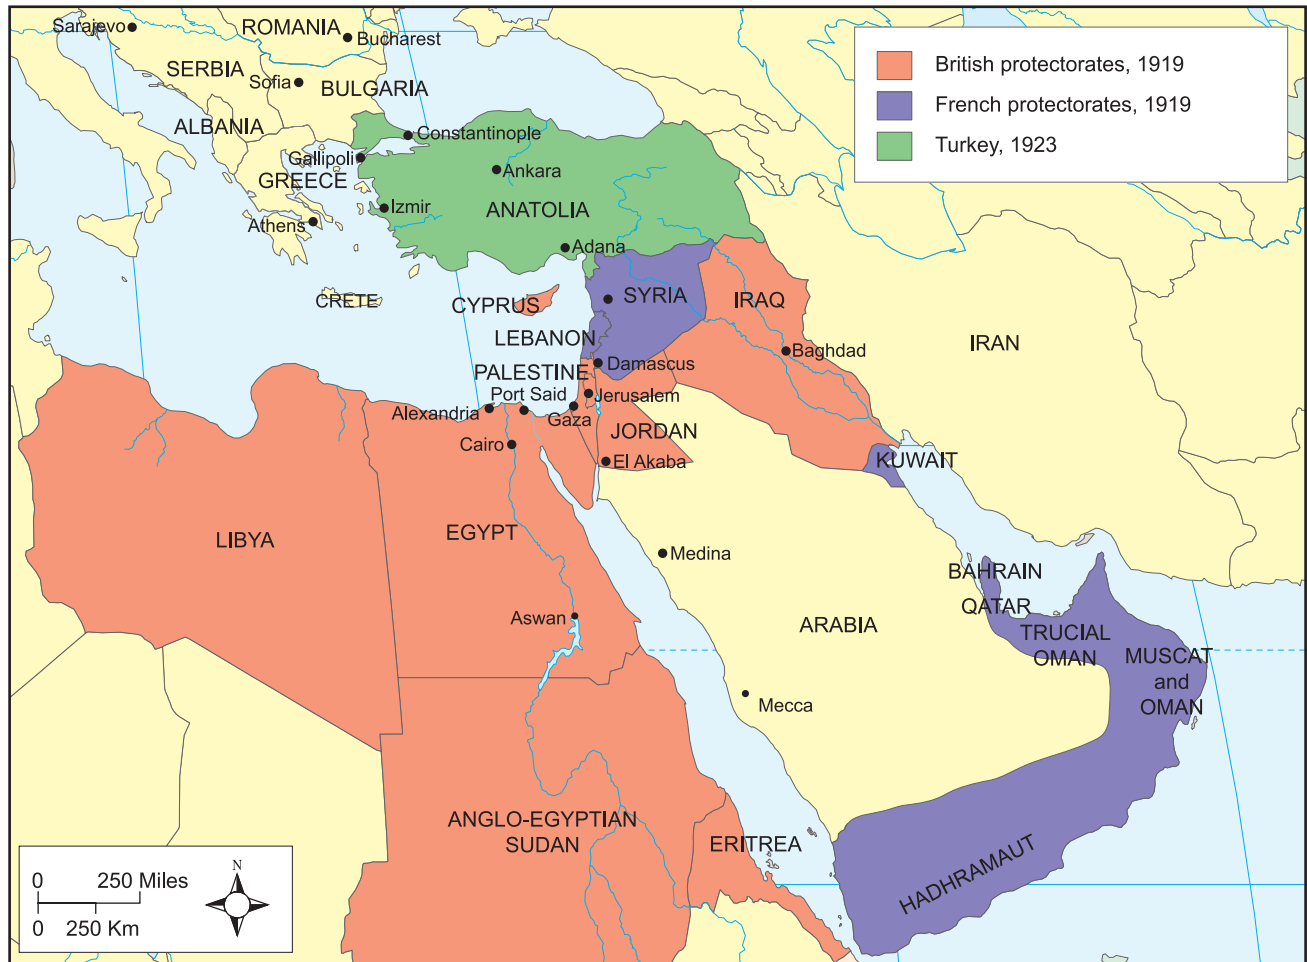 Sarajevo
ROMANIA
Bucharest
SERBIA
Sofia
BULGARIA
ALBANIA
Constantinople
Gallipoli
GREECE
Ankara
Izmir
ANATOLIA
Athens
Adana
CRETE
CYPRUS
SYRIA
IRAQ
LEBANON
IRAN
Baghdad
Damascus
PALESTINE
Port Said
Jerusalem
Alexandria
Gaza
JORDAN
Cairo
El Akaba
KUWAIT
LIBYA
EGYPT
Medina
BAHRAIN
QATAR
Aswan
ARABIA
TRUCIAL
OMAN
MUSCAT
and
OMAN
Mecca
ANGLO-EGYPTIAN
SUDAN
ERITREA
HADHRAMAUT
British protectorates, 1919
French protectorates, 1919
Turkey, 1923
0 250 Miles
0 250 Km
N